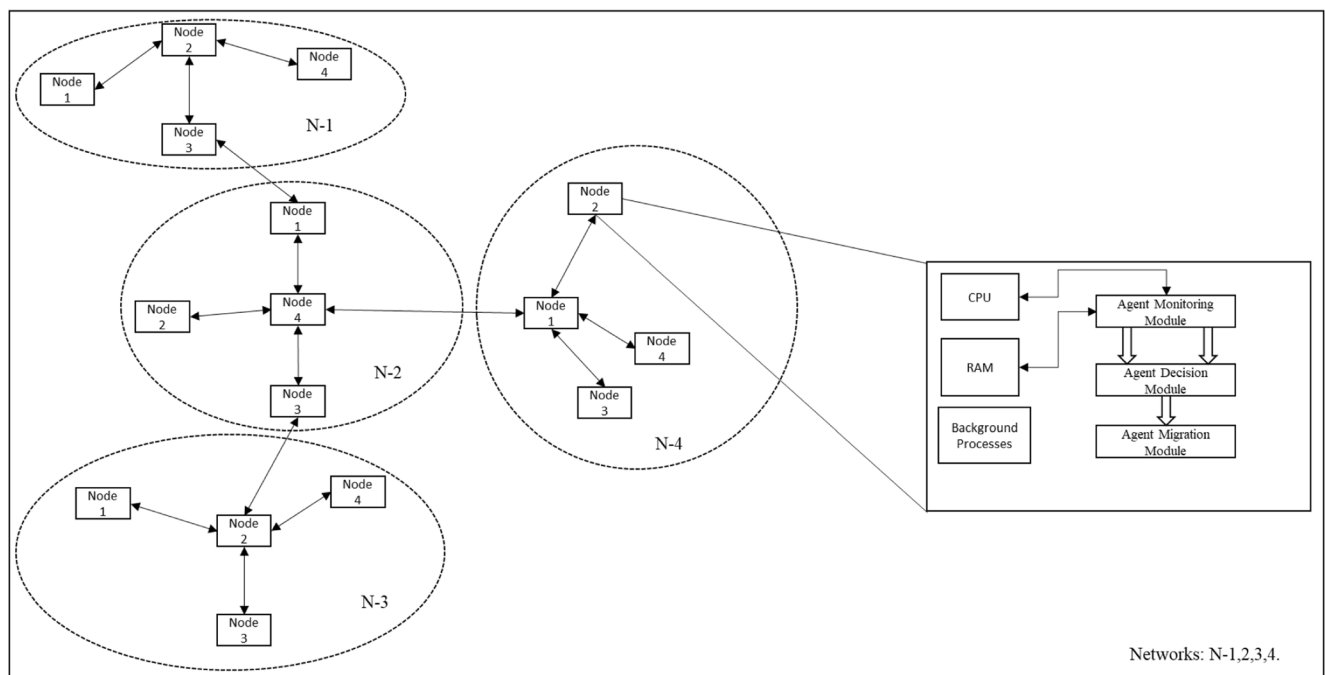 Node
2
Node
4
Node
1
Node
3
N-1
Node
1
Node
2
Node
4
Node
3
N-2
Node
2
Node
1
Node
4
Node
3
N-4
Node
1
Node
4
Node
2
Node
3
N-3
CPU
RAM
Background
Processes
Agent Monitoring
Module
Agent Decision
Module
Agent Migration
Module
Networks: N-1,2,3,4.